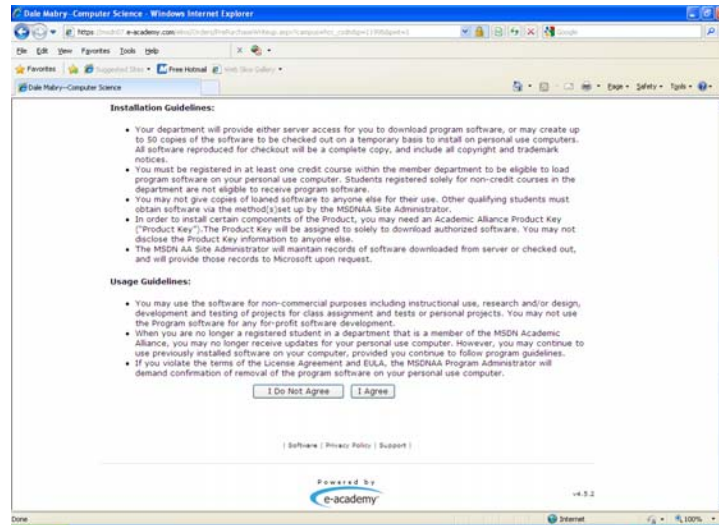 Dale Mabry--Computer Science - Windows Internet Explorer
Google
File Edit View Favorites Tools Help
Favorites Suggested Sites Free Hotmail Web Slice Gallery
Dale Mabry--Computer Science Page Safety Tools
Installation Guidelines:
• Your department will provide either server access for you to download program software, or may create up
to 50 copies of the software to be checked out on a temporary basis to install on personal use computers.
All software reproduced for checkout will be a complete copy, and include all copyright and trademark
notices.
• You must be registered in at least one credit course within the member department to be eligible to load
program software on your personal use computer. Students registered solely for non-credit courses in the
department are not eligible to receive program software.
• You may not give copies of loaned software to anyone else for their use. Other qualifying students must
obtain software via the method(s)set up by the MSDNAA Site Administrator.
• In order to install certain components of the Product, you may need an Academic Alliance Product Key
("Product Key").The Product Key will be assigned to solely to download authorized software. You may not
disclose the Product Key information to anyone else.
• The MSDN AA Site Administrator will maintain records of software downloaded from server or checked out,
and will provide those records to Microsoft upon request.
Usage Guidelines:
• You may use the software for non-commercial purposes including instructional use, research and/or design,
development and testing of projects for class assignment and tests or personal projects. You may not use
the Program software for any for-profit software development.
• When you are no longer a registered student in a department that is a member of the MSDN Academic
Alliance, you may no longer receive updates for your personal use computer. However, you may continue to
use previously installed software on your computer, provided you continue to follow program guidelines.
• If you violate the terms of the License Agreement and EULA, the MSDNAA Program Administrator will
demand confirmation of removal of the program software on your personal use computer.
I Do Not Agree I Agree
| Software | Privacy Policy | Support |
Powered by
e-academy
v4.5.2
Done Internet 100%